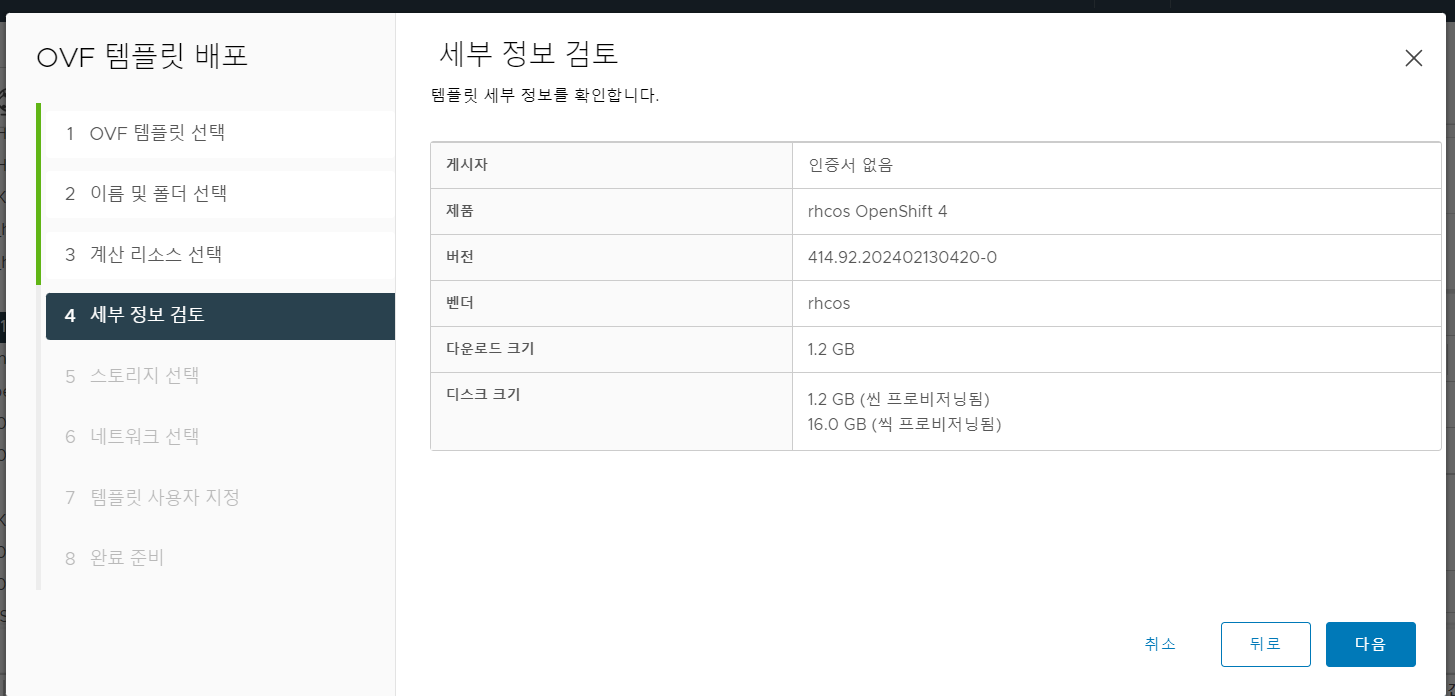 OVF 템플릿 배포
1 OVF 템플릿 선택
2 이름 및 폴더 선택
3 계산 리소스 선택
4 세부 정보 검토
5 스토리지 선택
6 네트워크 선택
7 템플릿 사용자 지정
8 완료 준비
세부 정보 검토
템플릿 세부 정보를 확인합니다.
게시자 인증서 없음
제품 rhcos OpenShift 4
버전 414.92.202402130420-0
벤더 rhcos
다운로드 크기 1.2 GB
디스크 크기 1.2 GB (씬 프로비저닝됨)
16.0 GB (씩 프로비저닝됨)
취소 뒤로 다음